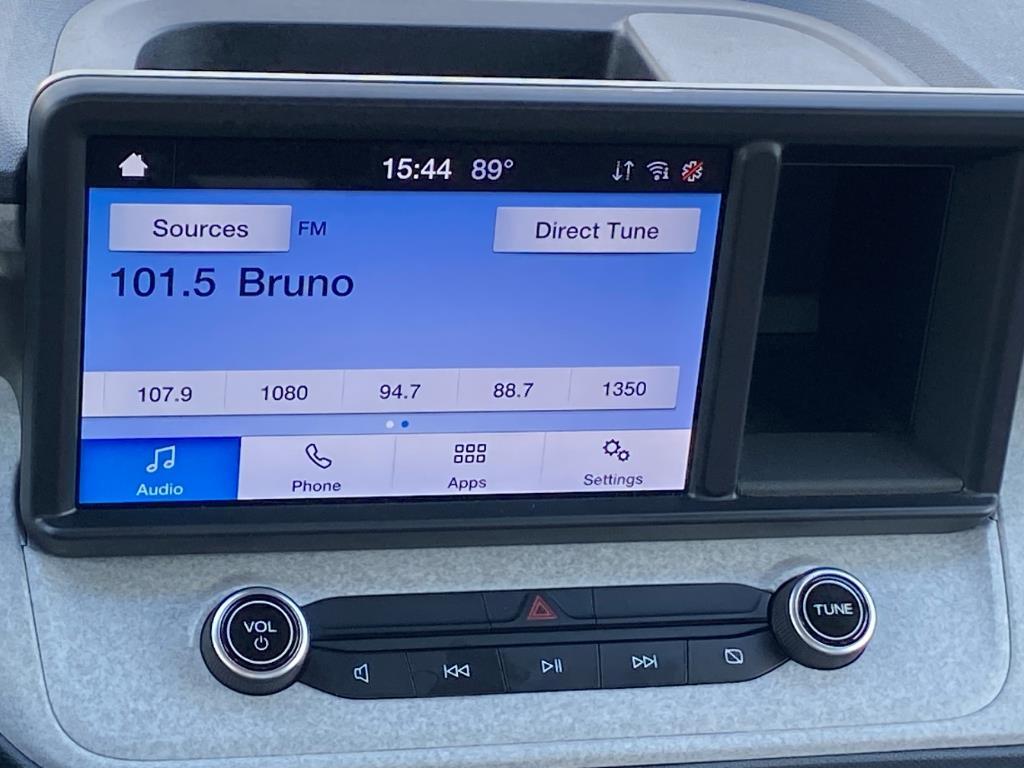 15:44 89°
Sources FM Direct Tune
101.5 Bruno
107.9 1080 94.7 88.7 1350
Audio Phone Apps Settings
VOL
TUNE